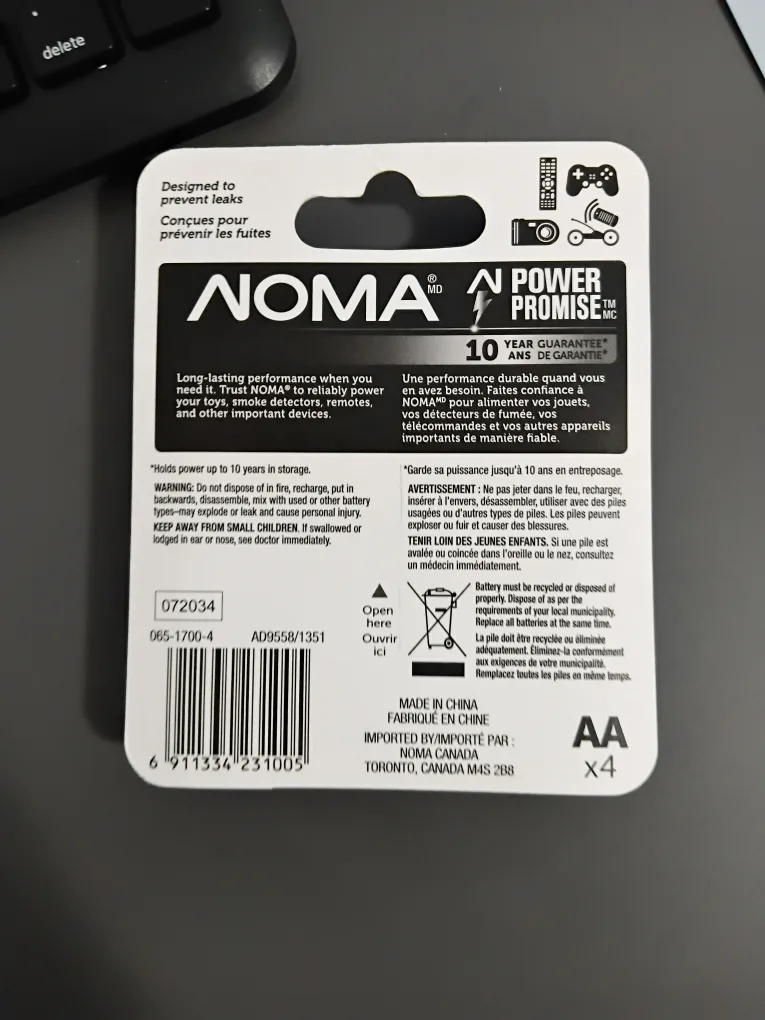 delete
Designed to
prevent leaks
Conçues pour
prévenir les fuites
NOMA® MD
POWER
PROMISE TM MC
10 YEAR GUARANTEE*
ANS DE GARANTIE*
Long-lasting performance when you
need it. Trust NOMA® to reliably power
your toys, smoke detectors, remotes,
and other important devices.
Une performance durable quand vous
en avez besoin. Faites confiance à
NOMAᴹᴰ pour alimenter vos jouets,
vos détecteurs de fumée, vos
télécommandes et vos autres appareils
importants de manière fiable.
*Holds power up to 10 years in storage.
WARNING: Do not dispose of in fire, recharge, put in
backwards, disassemble, mix with used or other battery
types–may explode or leak and cause personal injury.
KEEP AWAY FROM SMALL CHILDREN. If swallowed or
lodged in ear or nose, see doctor immediately.
*Garde sa puissance jusqu'à 10 ans en entreposage.
AVERTISSEMENT : Ne pas jeter dans le feu, recharger,
insérer à l'envers, désassembler, utiliser avec des piles
usagées ou d'autres types de piles. Les piles peuvent
exploser ou fuir et causer des blessures.
TENIR LOIN DES JEUNES ENFANTS. Si une pile est
avalée ou coincée dans l'oreille ou le nez, consultez
un médecin immédiatement.
072034
065-1700-4 AD9558/1351
6 911334 231005
Open
here
Ouvrir
ici
Battery must be recycled or disposed of
properly. Dispose of as per the
requirements of your local municipality.
Replace all batteries at the same time.
La pile doit être recyclée ou éliminée
adéquatement. Éliminez-la conformément
aux exigences de votre municipalité.
Remplacez toutes les piles en même temps.
MADE IN CHINA
FABRIQUÉ EN CHINE
IMPORTED BY/IMPORTÉ PAR :
NOMA CANADA
TORONTO, CANADA M4S 2B8
AA
x4